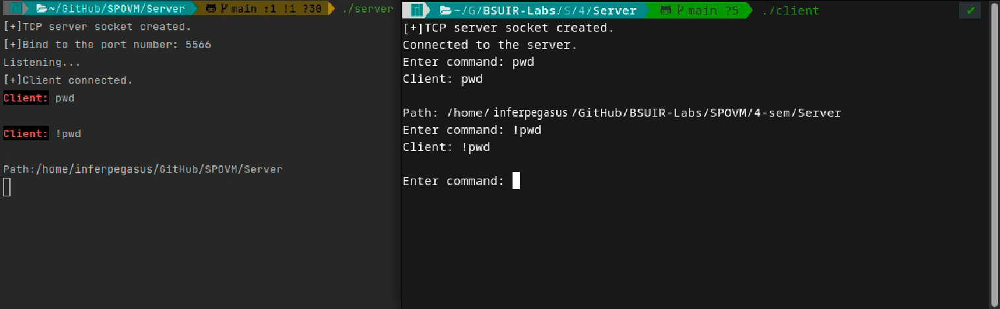 ~/GitHub/SPOVM/Server main ⇡1 !1 ?30 ./server
[+]TCP server socket created.
[+]Bind to the port number: 5566
Listening...
[+]Client connected.
Client: pwd
Client: !pwd
Path:/home/inferpegasus/GitHub/SPOVM/Server
~/G/BSUIR-Labs/S/4/Server main ?5 ./client ✔
[+]TCP server socket created.
Connected to the server.
Enter command: pwd
Client: pwd
Path: /home/inferpegasus/GitHub/BSUIR-Labs/SPOVM/4-sem/Server
Enter command: !pwd
Client: !pwd
Enter command: